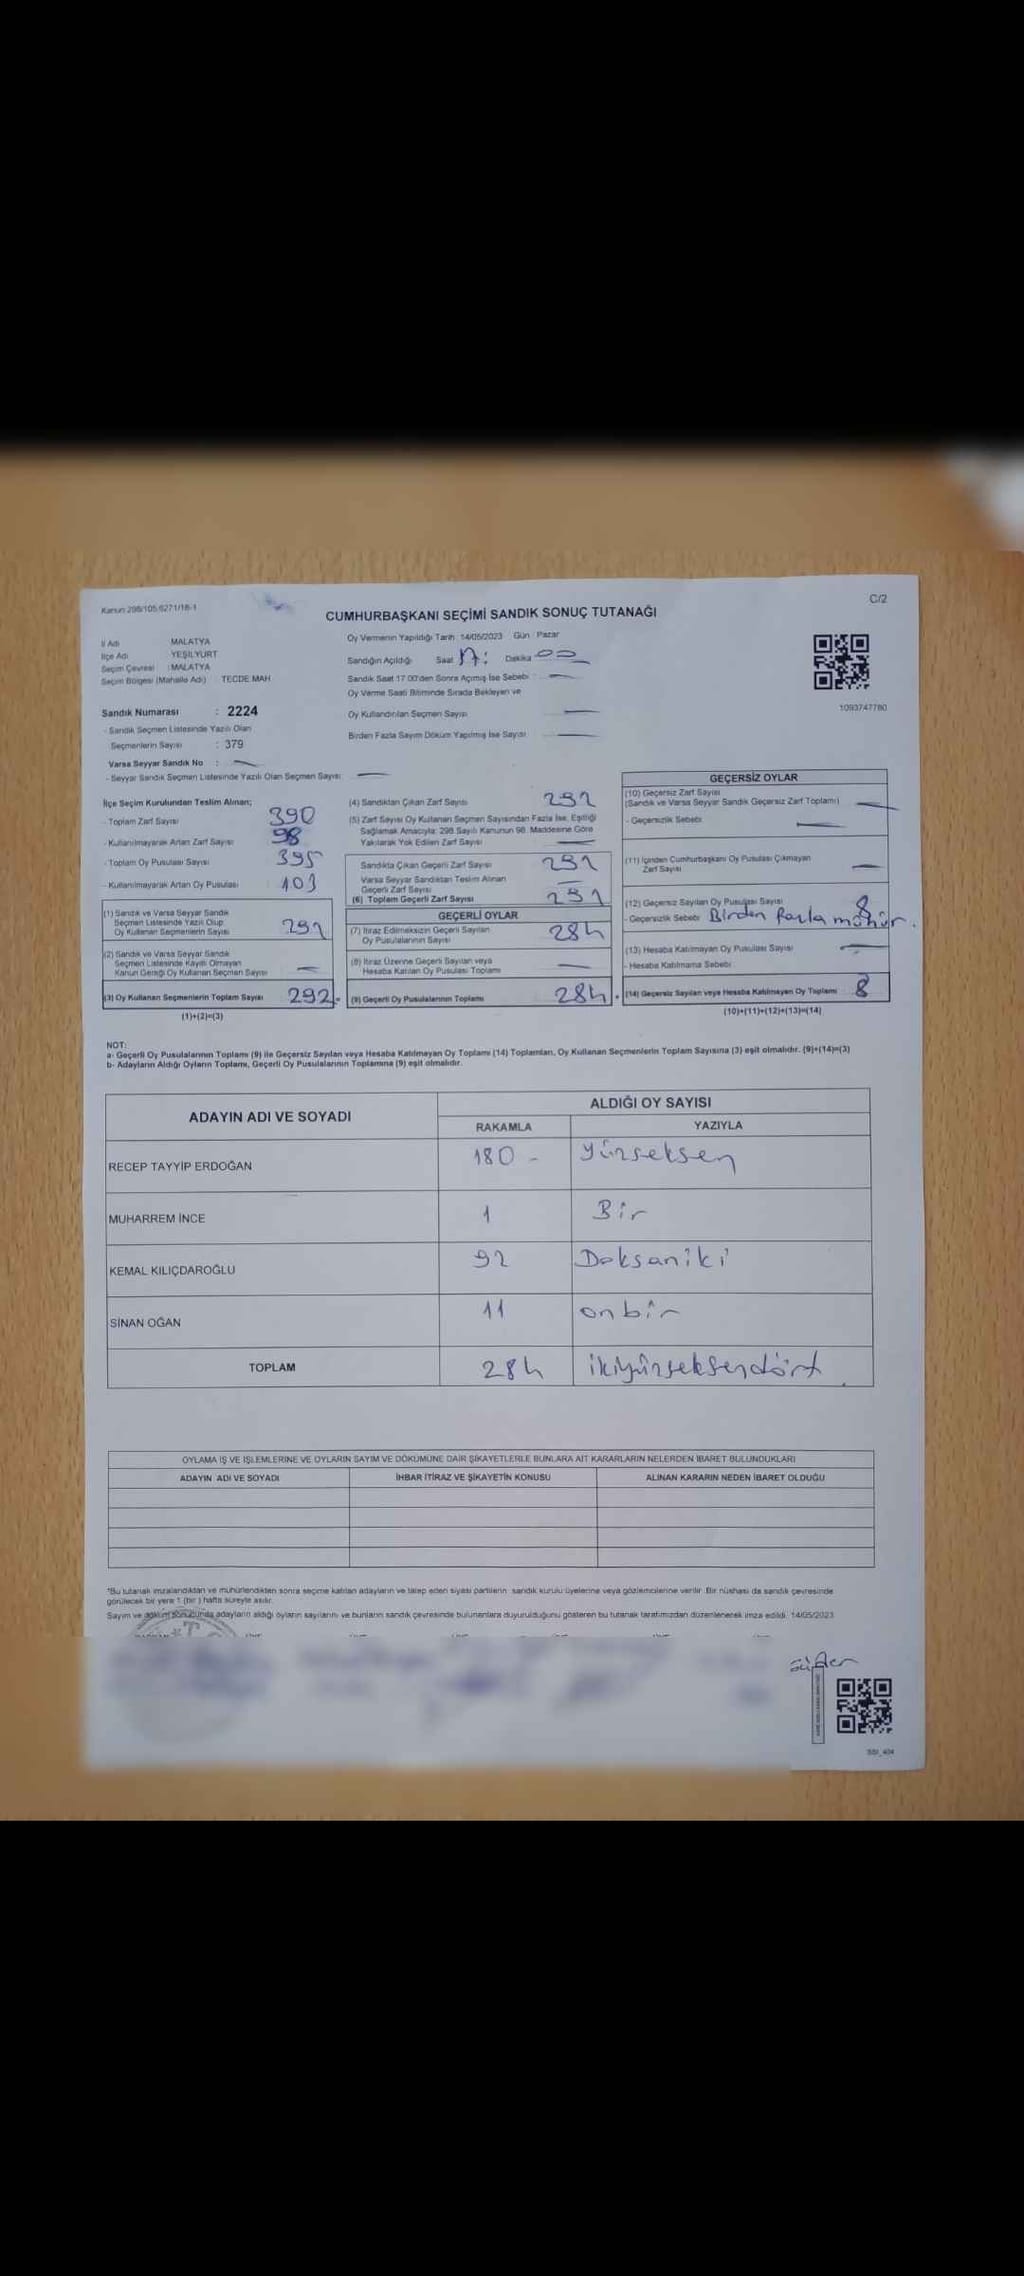 Kanun 298/105 6271/18-1
C/2
CUMHURBAŞKANI SEÇİMİ SANDIK SONUÇ TUTANAĞI
İl Adı MALATYA
İlçe Adı YEŞİLYURT
Seçim Çevresi : MALATYA
Seçim Bölgesi (Mahalle Adı) TECDE MAH
Sandık Numarası : 2224
- Sandık Seçmen Listesinde Yazılı Olan
Seçmenlerin Sayısı : 379
Varsa Seyyar Sandık No : —
- Seyyar Sandık Seçmen Listesinde Yazılı Olan Seçmen Sayısı —
Oy Vermenin Yapıldığı Tarih : 14/05/2023 Gün : Pazar
Sandığın Açıldığı Saat 17: Dakika 00
Sandık Saat 17.00'den Sonra Açılmış İse Sebebi : —
Oy Verme Saati Bitiminde Sırada Bekleyen ve
Oy Kullandırılan Seçmen Sayısı —
Birden Fazla Sayım Döküm Yapılmış İse Sayısı —
1093747780
İlçe Seçim Kurulundan Teslim Alınan;
- Toplam Zarf Sayısı 390
- Kullanılmayarak Artan Zarf Sayısı 98
- Toplam Oy Pusulası Sayısı 395
- Kullanılmayarak Artan Oy Pusulası 103
(1) Sandık ve Varsa Seyyar Sandık
Seçmen Listesinde Yazılı Olup
Oy Kullanan Seçmenlerin Sayısı 292
(2) Sandık ve Varsa Seyyar Sandık
Seçmen Listesinde Kayıtlı Olmayan
Kanun Gereği Oy Kullanan Seçmen Sayısı —
(3) Oy Kullanan Seçmenlerin Toplam Sayısı 292.
(1)+(2)=(3)
(4) Sandıktan Çıkan Zarf Sayısı 292
(5) Zarf Sayısı Oy Kullanan Seçmen Sayısından Fazla İse, Eşitliği
Sağlamak Amacıyla; 298 Sayılı Kanunun 98. Maddesine Göre
Yakılarak Yok Edilen Zarf Sayısı —
Sandıkta Çıkan Geçerli Zarf Sayısı 292
Varsa Seyyar Sandıktan Teslim Alınan
Geçerli Zarf Sayısı —
(6) Toplam Geçerli Zarf Sayısı 292
GEÇERLİ OYLAR
(7) İtiraz Edilmeksizin Geçerli Sayılan
Oy Pusulalarının Sayısı 284
(8) İtiraz Üzerine Geçerli Sayılan veya
Hesaba Katılan Oy Pusulası Toplamı —
(9) Geçerli Oy Pusulalarının Toplamı 284.
GEÇERSİZ OYLAR
(10) Geçersiz Zarf Sayısı
(Sandık ve Varsa Seyyar Sandık Geçersiz Zarf Toplamı) —
- Geçersizlik Sebebi —
(11) İçinden Cumhurbaşkanı Oy Pusulası Çıkmayan
Zarf Sayısı —
(12) Geçersiz Sayılan Oy Pusulası Sayısı 8
- Geçersizlik Sebebi Birden fazla mühür.
(13) Hesaba Katılmayan Oy Pusulası Sayısı —
- Hesaba Katılmama Sebebi
(14) Geçersiz Sayılan veya Hesaba Katılmayan Oy Toplamı 8
(10)+(11)+(12)+(13)=(14)
NOT:
a- Geçerli Oy Pusulalarının Toplamı (9) ile Geçersiz Sayılan veya Hesaba Katılmayan Oy Toplamı (14) Toplamları, Oy Kullanan Seçmenlerin Toplam Sayısına (3) eşit olmalıdır. (9)+(14)=(3)
b- Adayların Aldığı Oyların Toplamı, Geçerli Oy Pusulalarının Toplamına (9) eşit olmalıdır.
ADAYIN ADI VE SOYADI ALDIĞI OY SAYISI
RAKAMLA YAZIYLA
RECEP TAYYİP ERDOĞAN 180 - yüzseksen
MUHARREM İNCE 1 Bir
KEMAL KILIÇDAROĞLU 92 Doksaniki
SİNAN OĞAN 11 onbir
TOPLAM 284 ikiyüzseksendört
OYLAMA İŞ VE İŞLEMLERİNE VE OYLARIN SAYIM VE DÖKÜMÜNE DAİR ŞİKAYETLERLE BUNLARA AİT KARARLARIN NELERDEN İBARET BULUNDUKLARI
ADAYIN ADI VE SOYADI İHBAR İTİRAZ VE ŞİKAYETİN KONUSU ALINAN KARARIN NEDEN İBARET OLDUĞU
*Bu tutanak imzalandıktan ve mühürlendikten sonra seçime katılan adayların ve talep eden siyasi partilerin sandık kurulu üyelerine veya gözlemcilerine verilir. Bir nüshası da sandık çevresinde
görülecek bir yere 1 (bir) hafta süreyle asılır.
Sayım ve döküm sonucunda adayların aldığı oyların sayılarını ve bunların sandık çevresinde bulunanlara duyurulduğunu gösteren bu tutanak tarafımızdan düzenlenerek imza edildi. 14/05/2023